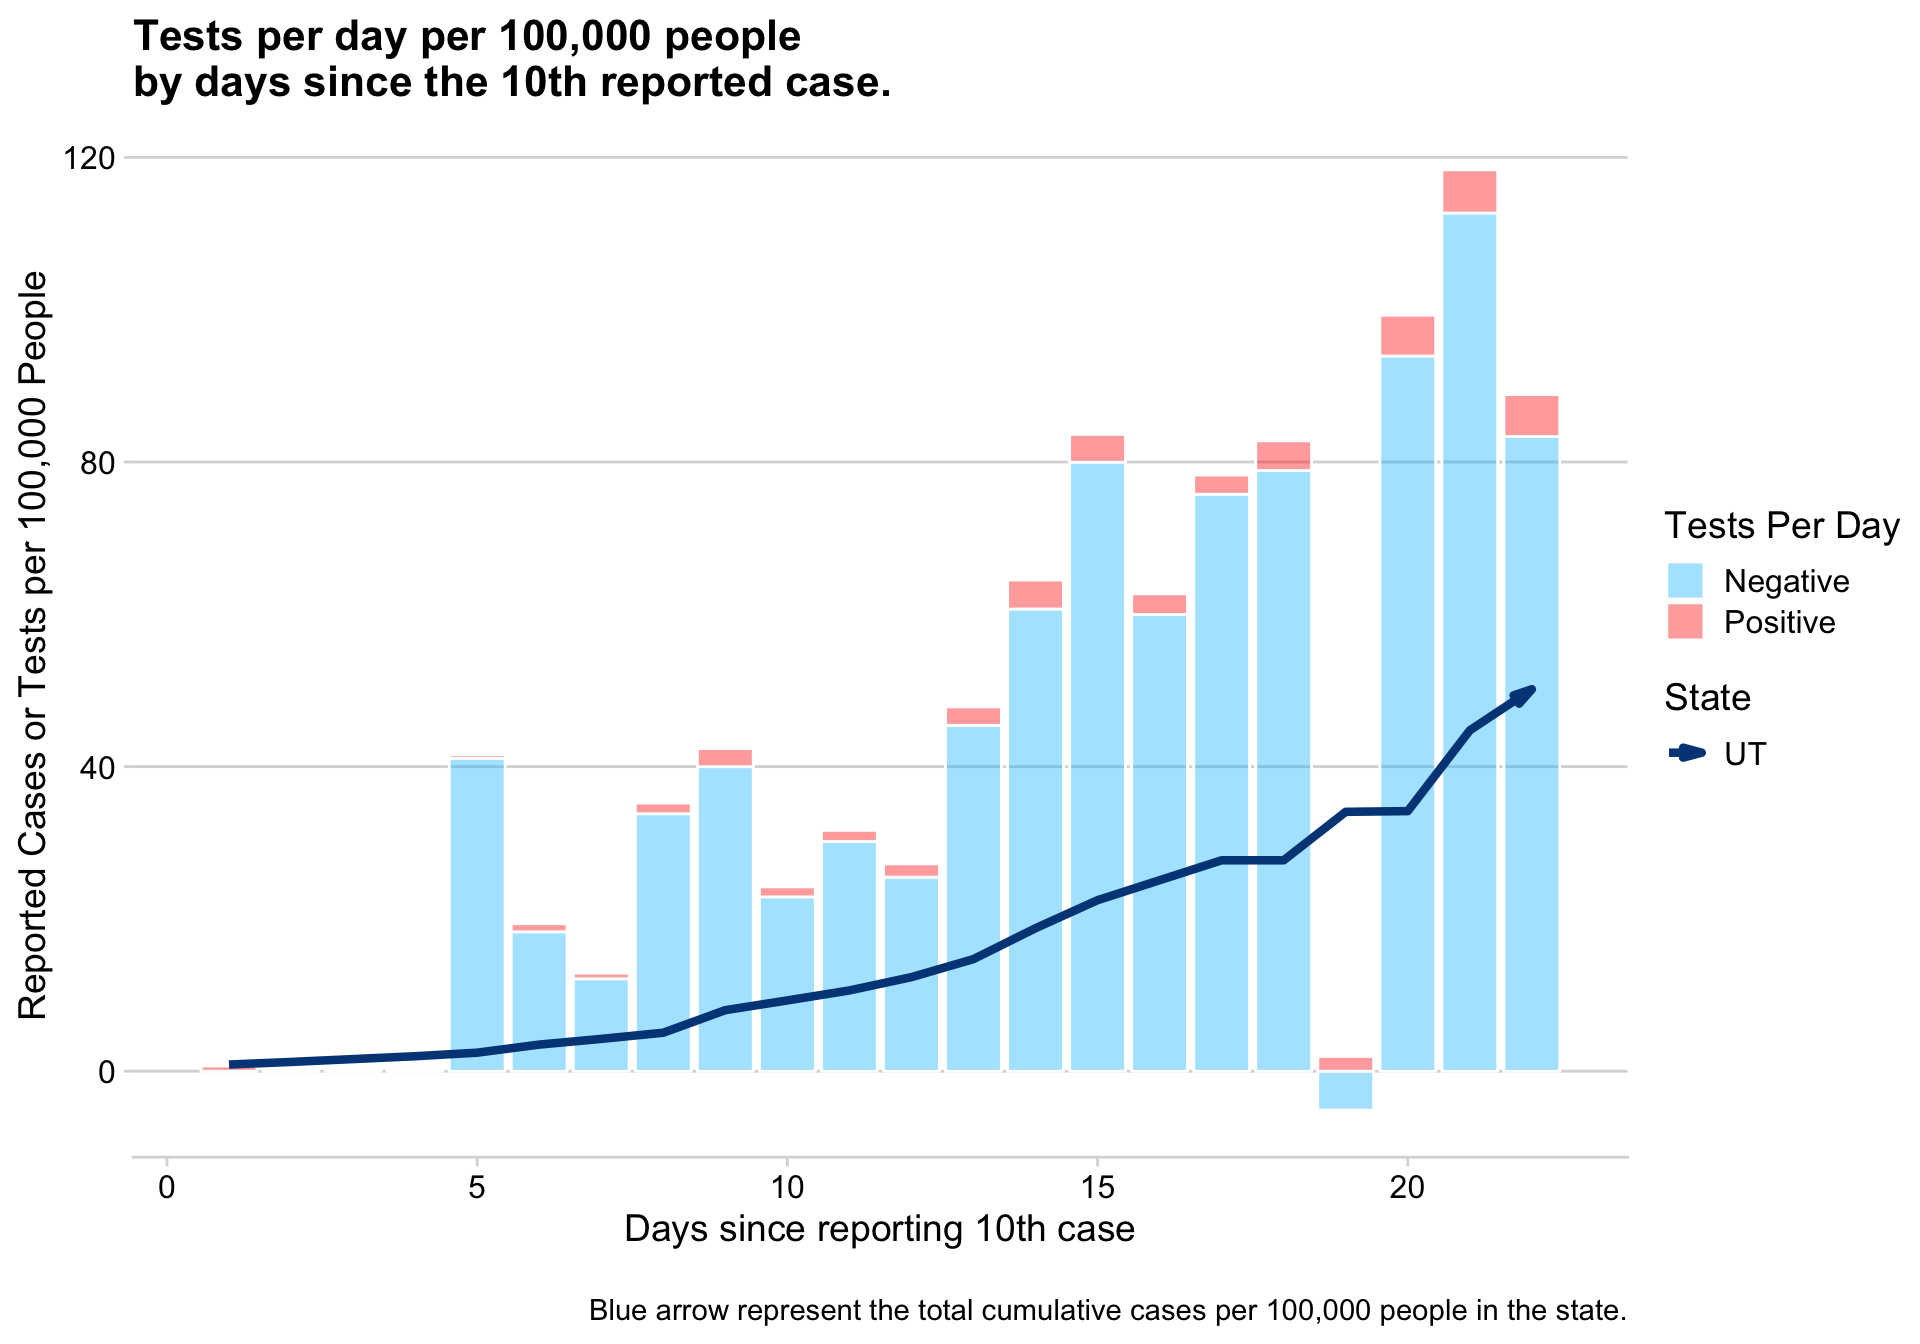 Tests per day per 100,000 people
by days since the 10th reported case.
Reported Cases or Tests per 100,000 People
120
80
40
0
0 5 10 15 20
Days since reporting 10th case
Tests Per Day
Negative
Positive
State
UT
Blue arrow represent the total cumulative cases per 100,000 people in the state.